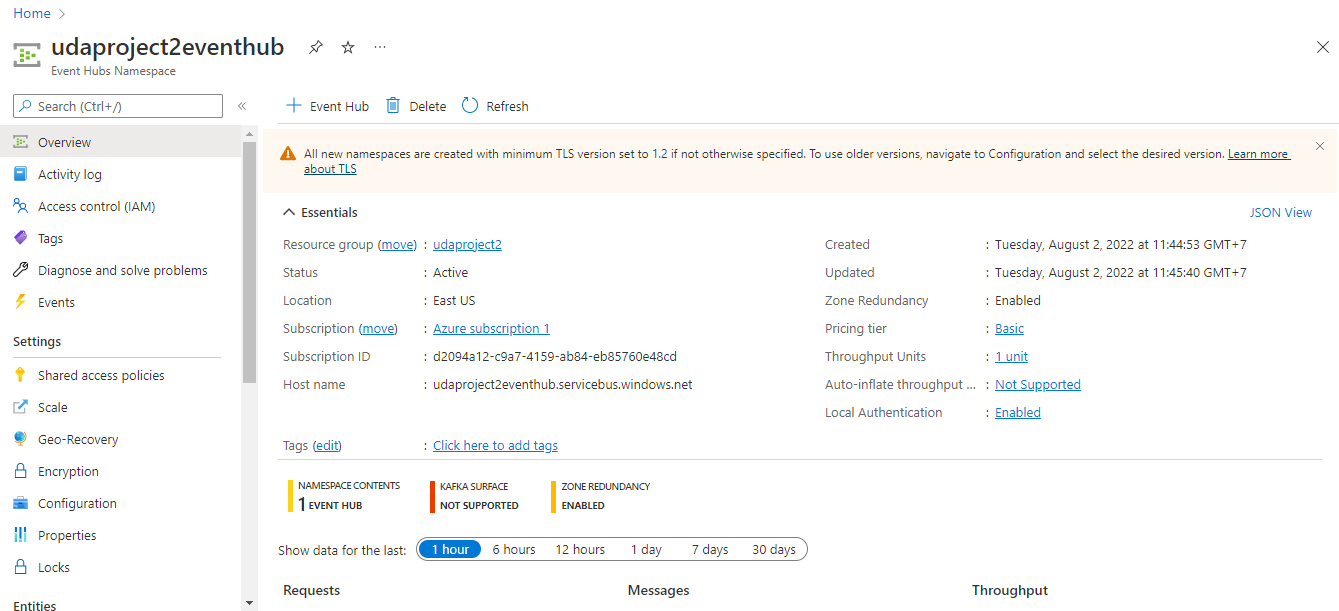 Home
udaproject2eventhub
Event Hubs Namespace
Search (Ctrl+/)
Overview
Activity log
Access control (IAM)
Tags
Diagnose and solve problems
Events
Settings
Shared access policies
Scale
Geo-Recovery
Encryption
Configuration
Properties
Locks
Entities
Event Hub Delete Refresh
All new namespaces are created with minimum TLS version set to 1.2 if not otherwise specified. To use older versions, navigate to Configuration and select the desired version. Learn more
about TLS
Essentials JSON View
Resource group (move) : udaproject2
Status : Active
Location : East US
Subscription (move) : Azure subscription 1
Subscription ID : d2094a12-c9a7-4159-ab84-eb85760e48cd
Host name : udaproject2eventhub.servicebus.windows.net
Created : Tuesday, August 2, 2022 at 11:44:53 GMT+7
Updated : Tuesday, August 2, 2022 at 11:45:40 GMT+7
Zone Redundancy : Enabled
Pricing tier : Basic
Throughput Units : 1 unit
Auto-inflate throughput ... : Not Supported
Local Authentication : Enabled
Tags (edit) : Click here to add tags
NAMESPACE CONTENTS
1 EVENT HUB
KAFKA SURFACE
NOT SUPPORTED
ZONE REDUNDANCY
ENABLED
Show data for the last: 1 hour 6 hours 12 hours 1 day 7 days 30 days
Requests Messages Throughput